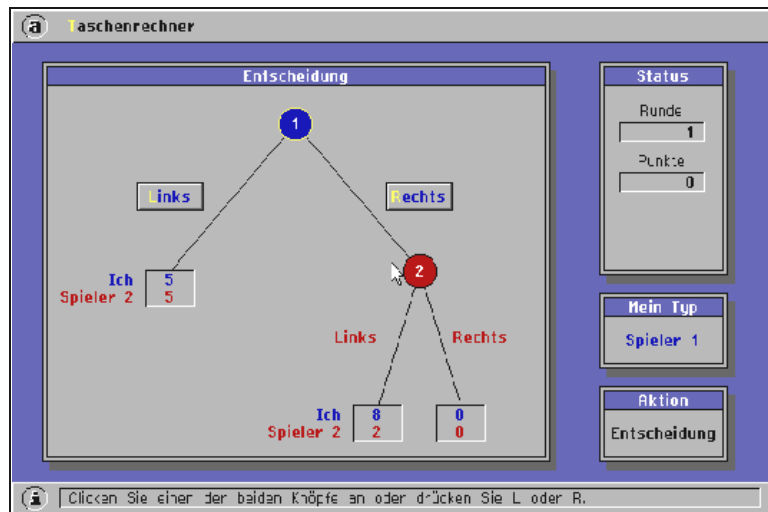 a Taschenrechner
Entscheidung
1
Links
Rechts
Ich 5
Spieler 2 5
2
Links
Rechts
Ich 8 0
Spieler 2 2 0
Status
Runde
1
Punkte
0
Mein Typ
Spieler 1
Aktion
Entscheidung
i Clicken Sie einen der beiden Knöpfe an oder drücken Sie L oder R.